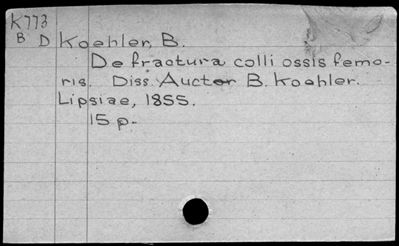 K773
B D Koehler, B.
De fractura colli ossis femo-
ris. Diss. Auctor B. Koehler.
Lipsiae, 1855.
15 p.